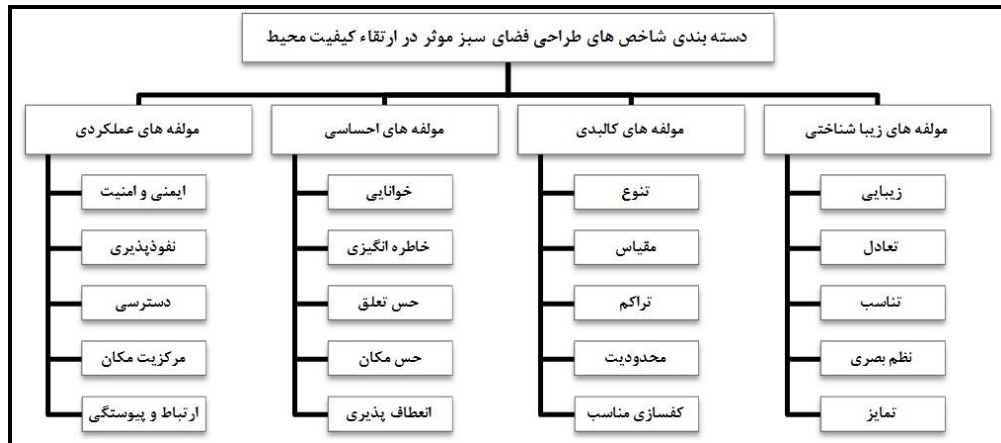 دسته بندی شاخص های طراحی فضای سبز موثر در ارتقاء کیفیت محیط
مولفه های زیبا شناختی
زیبایی
تعادل
تناسب
نظم بصری
تمایز
مولفه های کالبدی
تنوع
مقیاس
تراکم
محدودیت
کفسازی مناسب
مولفه های احساسی
خوانایی
خاطره انگیزی
حس تعلق
حس مکان
انعطاف پذیری
مولفه های عملکردی
ایمنی و امنیت
نفوذپذیری
دسترسی
مرکزیت مکان
ارتباط و پیوستگی